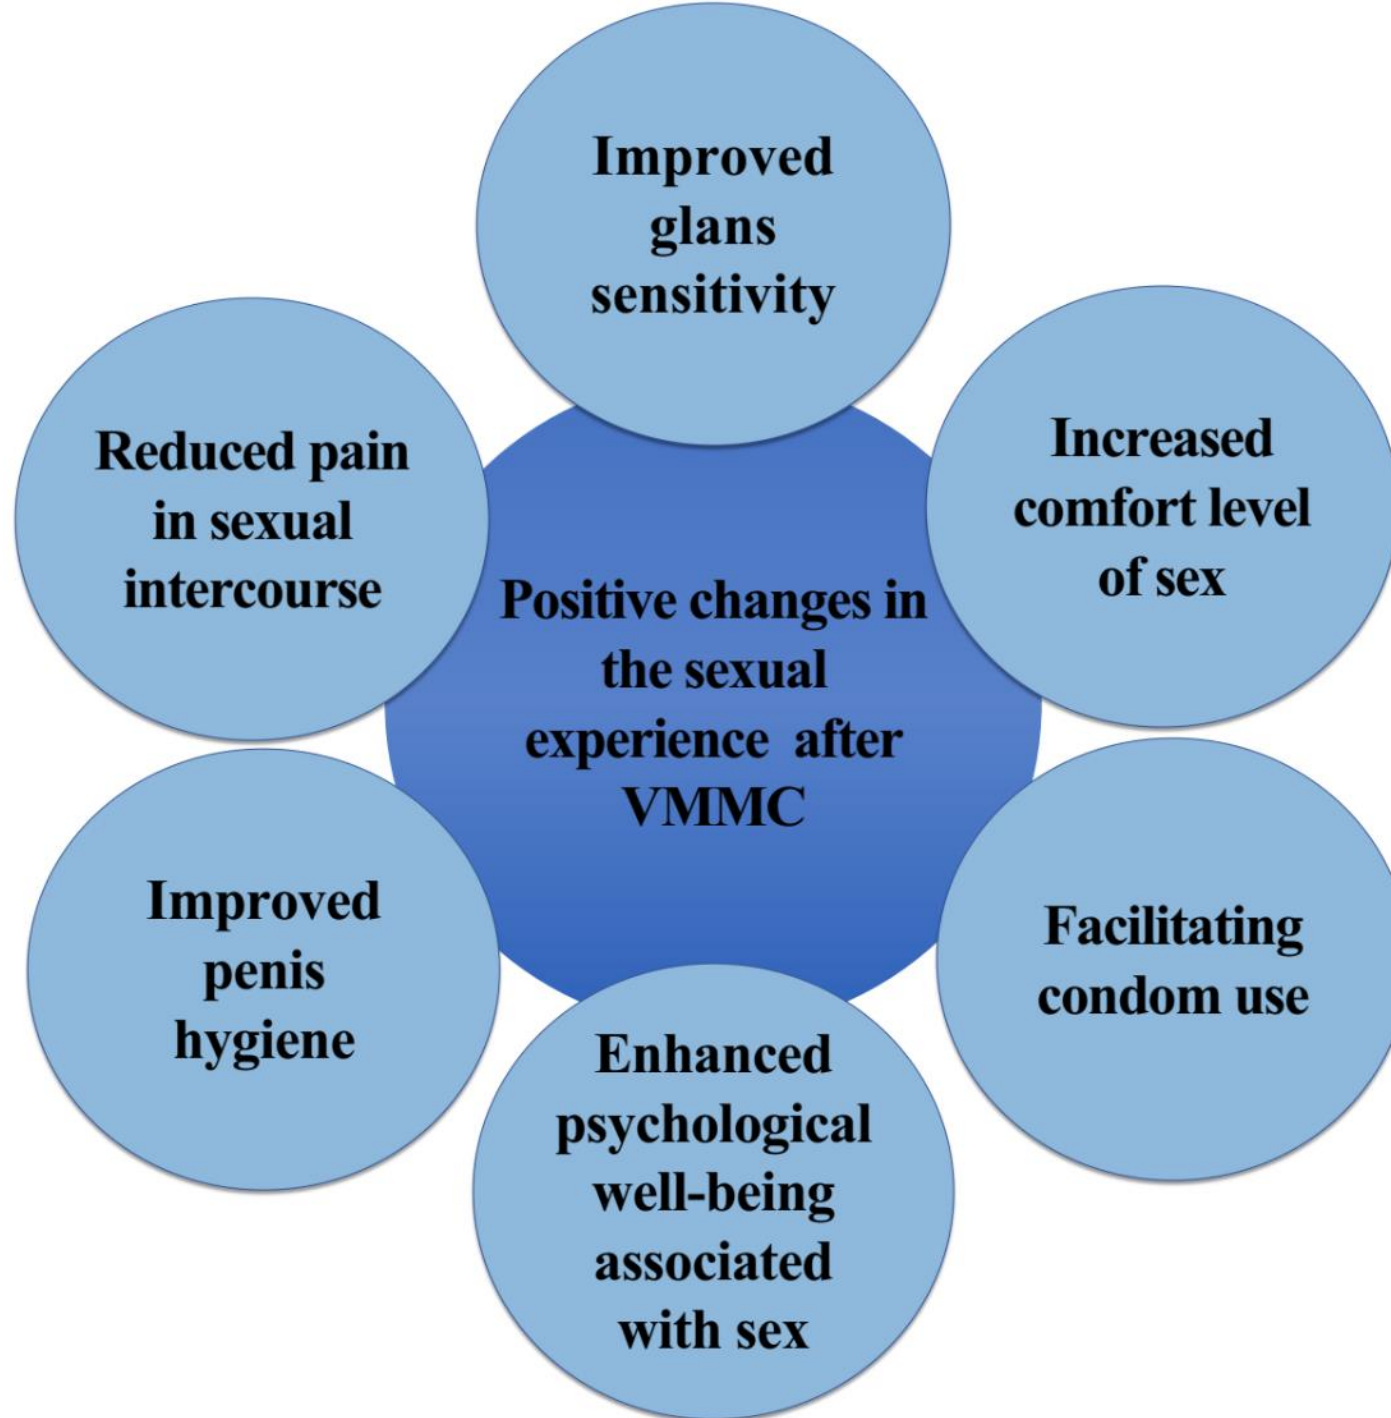 Improved
glans
sensitivity
Reduced pain
in sexual
intercourse
Increased
comfort level
of sex
Positive changes in
the sexual
experience after
VMMC
Improved
penis
hygiene
Facilitating
condom use
Enhanced
psychological
well-being
associated
with sex